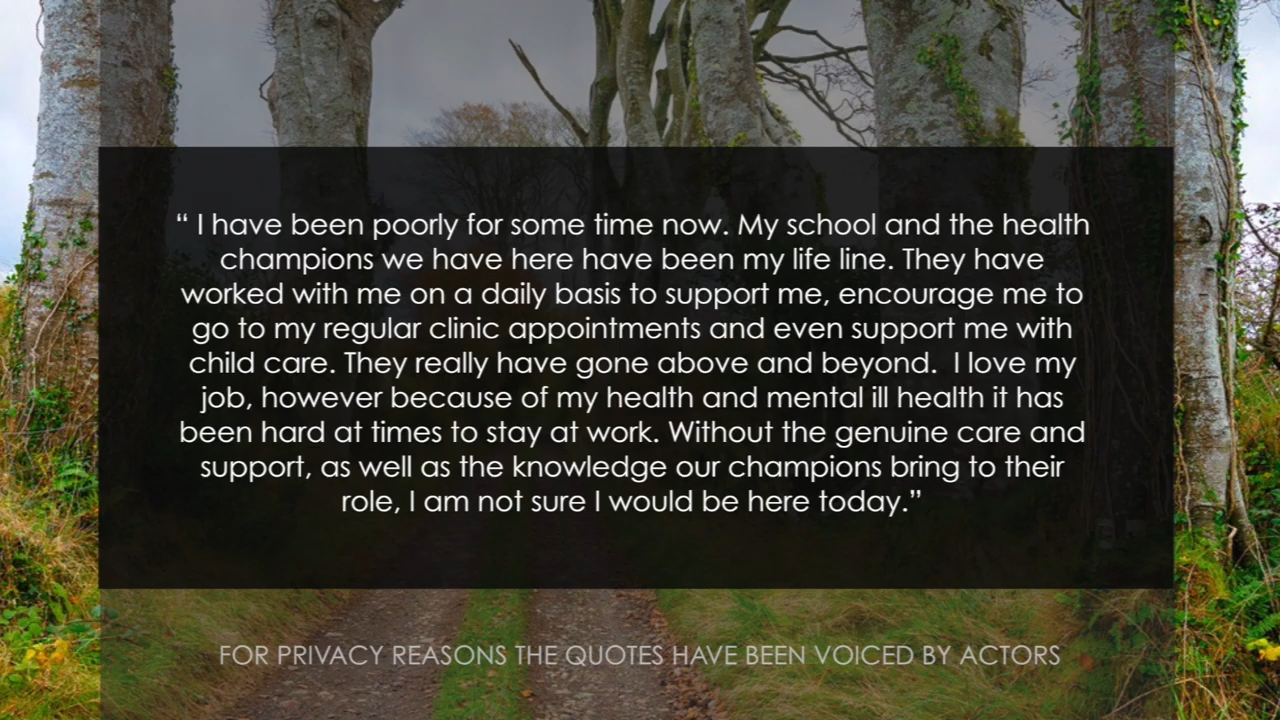 “ I have been poorly for some time now. My school and the health
champions we have here have been my life line. They have
worked with me on a daily basis to support me, encourage me to
go to my regular clinic appointments and even support me with
child care. They really have gone above and beyond.  I love my
job, however because of my health and mental ill health it has
been hard at times to stay at work. Without the genuine care and
support, as well as the knowledge our champions bring to their
role, I am not sure I would be here today.”
FOR PRIVACY REASONS THE QUOTES HAVE BEEN VOICED BY ACTORS